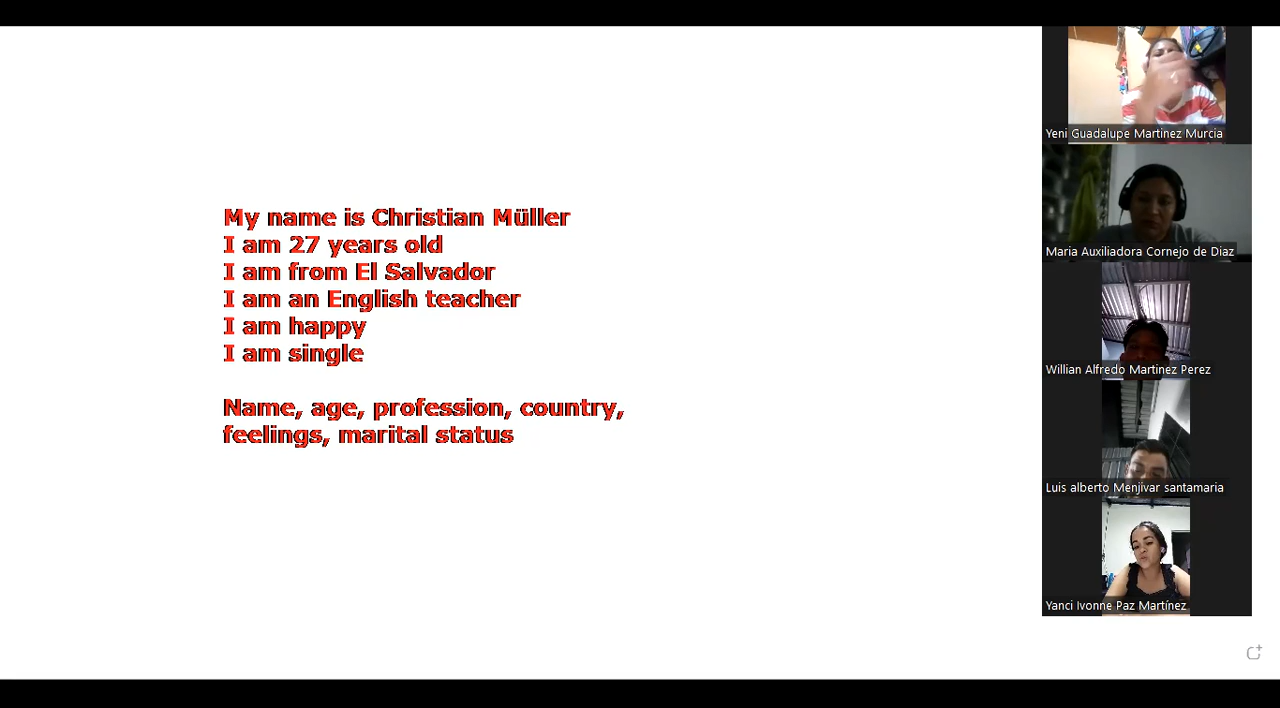 My name is Christian Müller
I am 27 years old
I am from El Salvador
I am an English teacher
I am happy
I am single
Name, age, profession, country,
feelings, marital status
Yeni Guadalupe Martinez Murcia
Maria Auxiliadora Cornejo de Diaz
Willian Alfredo Martinez Perez
Luis alberto Menjivar santamaria
Yanci Ivonne Paz Martínez